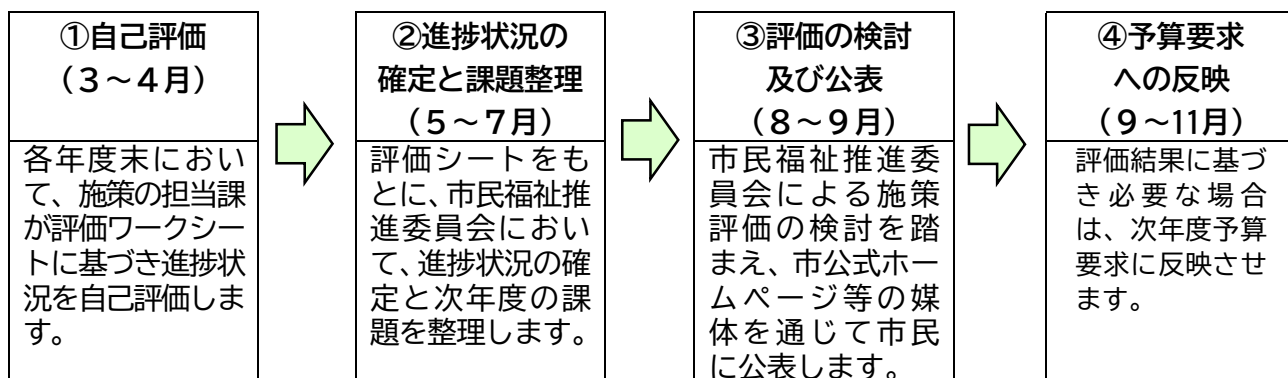 ①自己評価
(3~4月)
各年度末におい
て、施策の担当課
が評価ワークシー
トに基づき進捗状
況を自己評価しま
す。
②進捗状況の
確定と課題整理
(5~7月)
評価シートをも
とに、市民福祉推
進委員会におい
て、進捗状況の確
定と次年度の課
題を整理します。
③評価の検討
及び公表
(8~9月)
市民福祉推進委
員会による施策
評価の検討を踏
まえ、市公式ホー
ムページ等の媒
体を通じて市民
に公表します。
④予算要求
への反映
(9~11月)
評価結果に基づ
き必要な場合
は、次年度予算
要求に反映させ
ます。